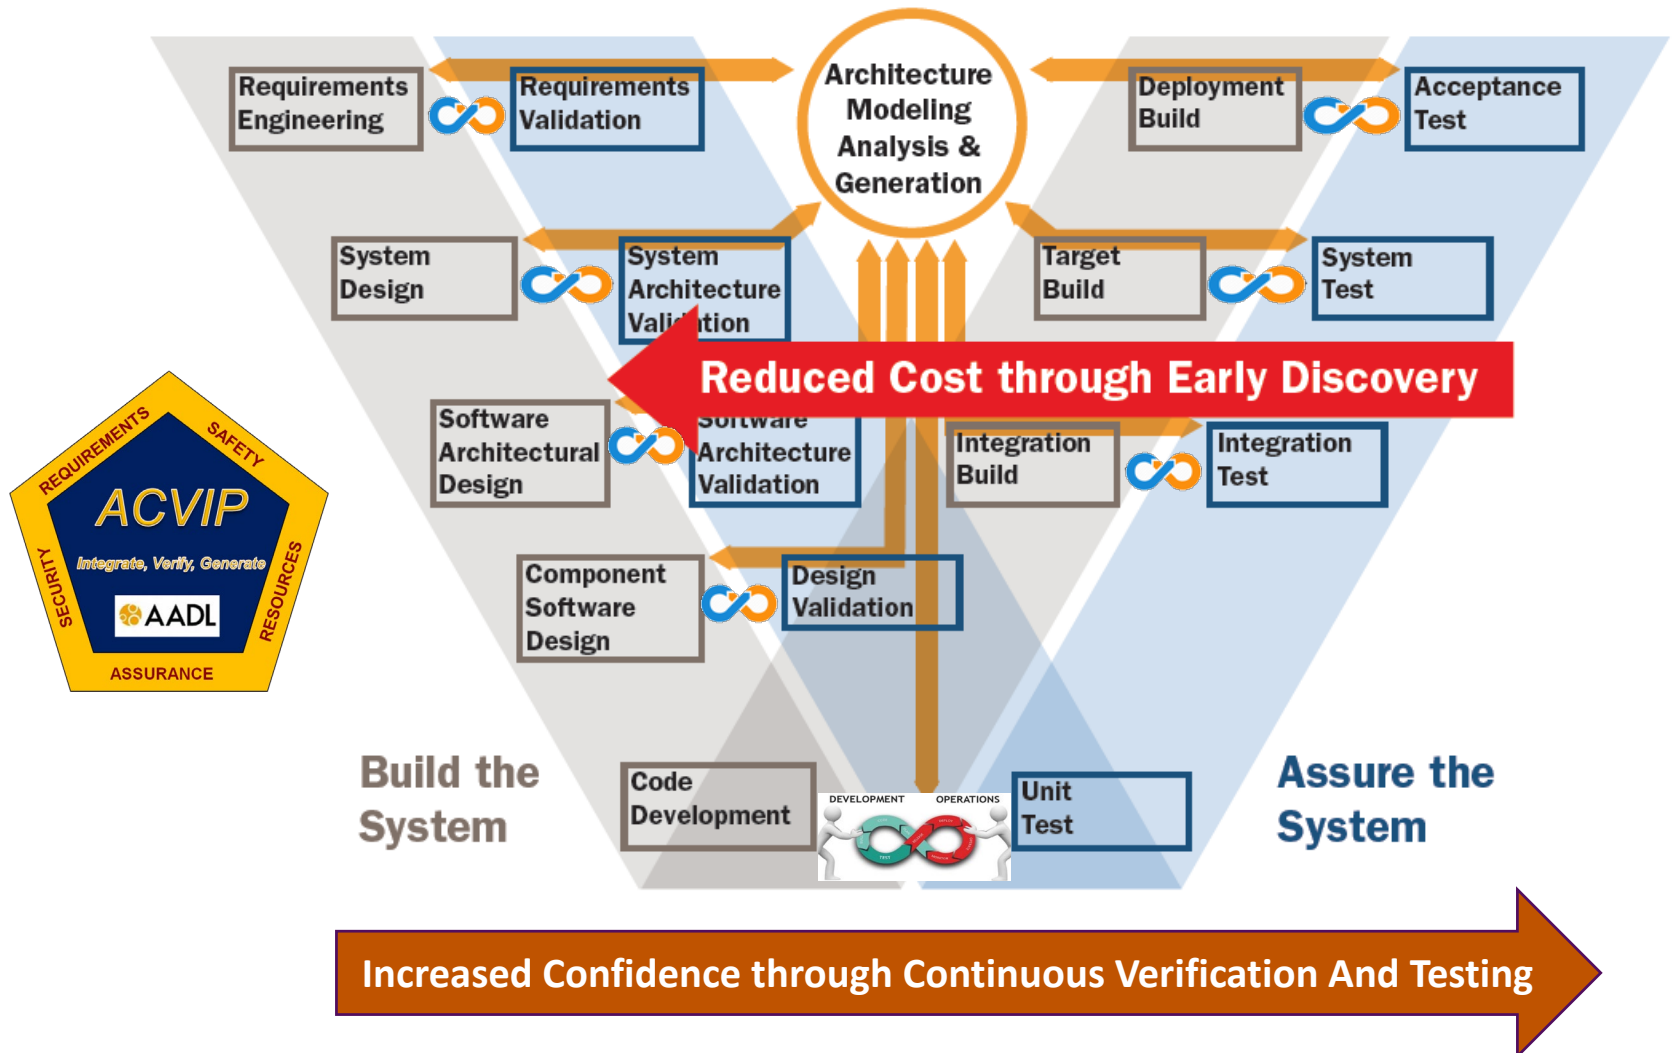 Architecture
Modeling
Analysis &
Generation
Requirements
Engineering
Requirements
Validation
Deployment
Build
Acceptance
Test
System
Design
System
Architecture
Validation
Target
Build
System
Test
Reduced Cost through Early Discovery
Software
Architectural
Design
Software
Architecture
Validation
Integration
Build
Integration
Test
REQUIREMENTS
SAFETY
SECURITY
RESOURCES
ASSURANCE
ACVIP
Integrate, Verify, Generate
AADL
Component
Software
Design
Design
Validation
Build the
System
Code
Development
DEVELOPMENT
OPERATIONS
TEST
Unit
Test
Assure the
System
Increased Confidence through Continuous Verification And Testing